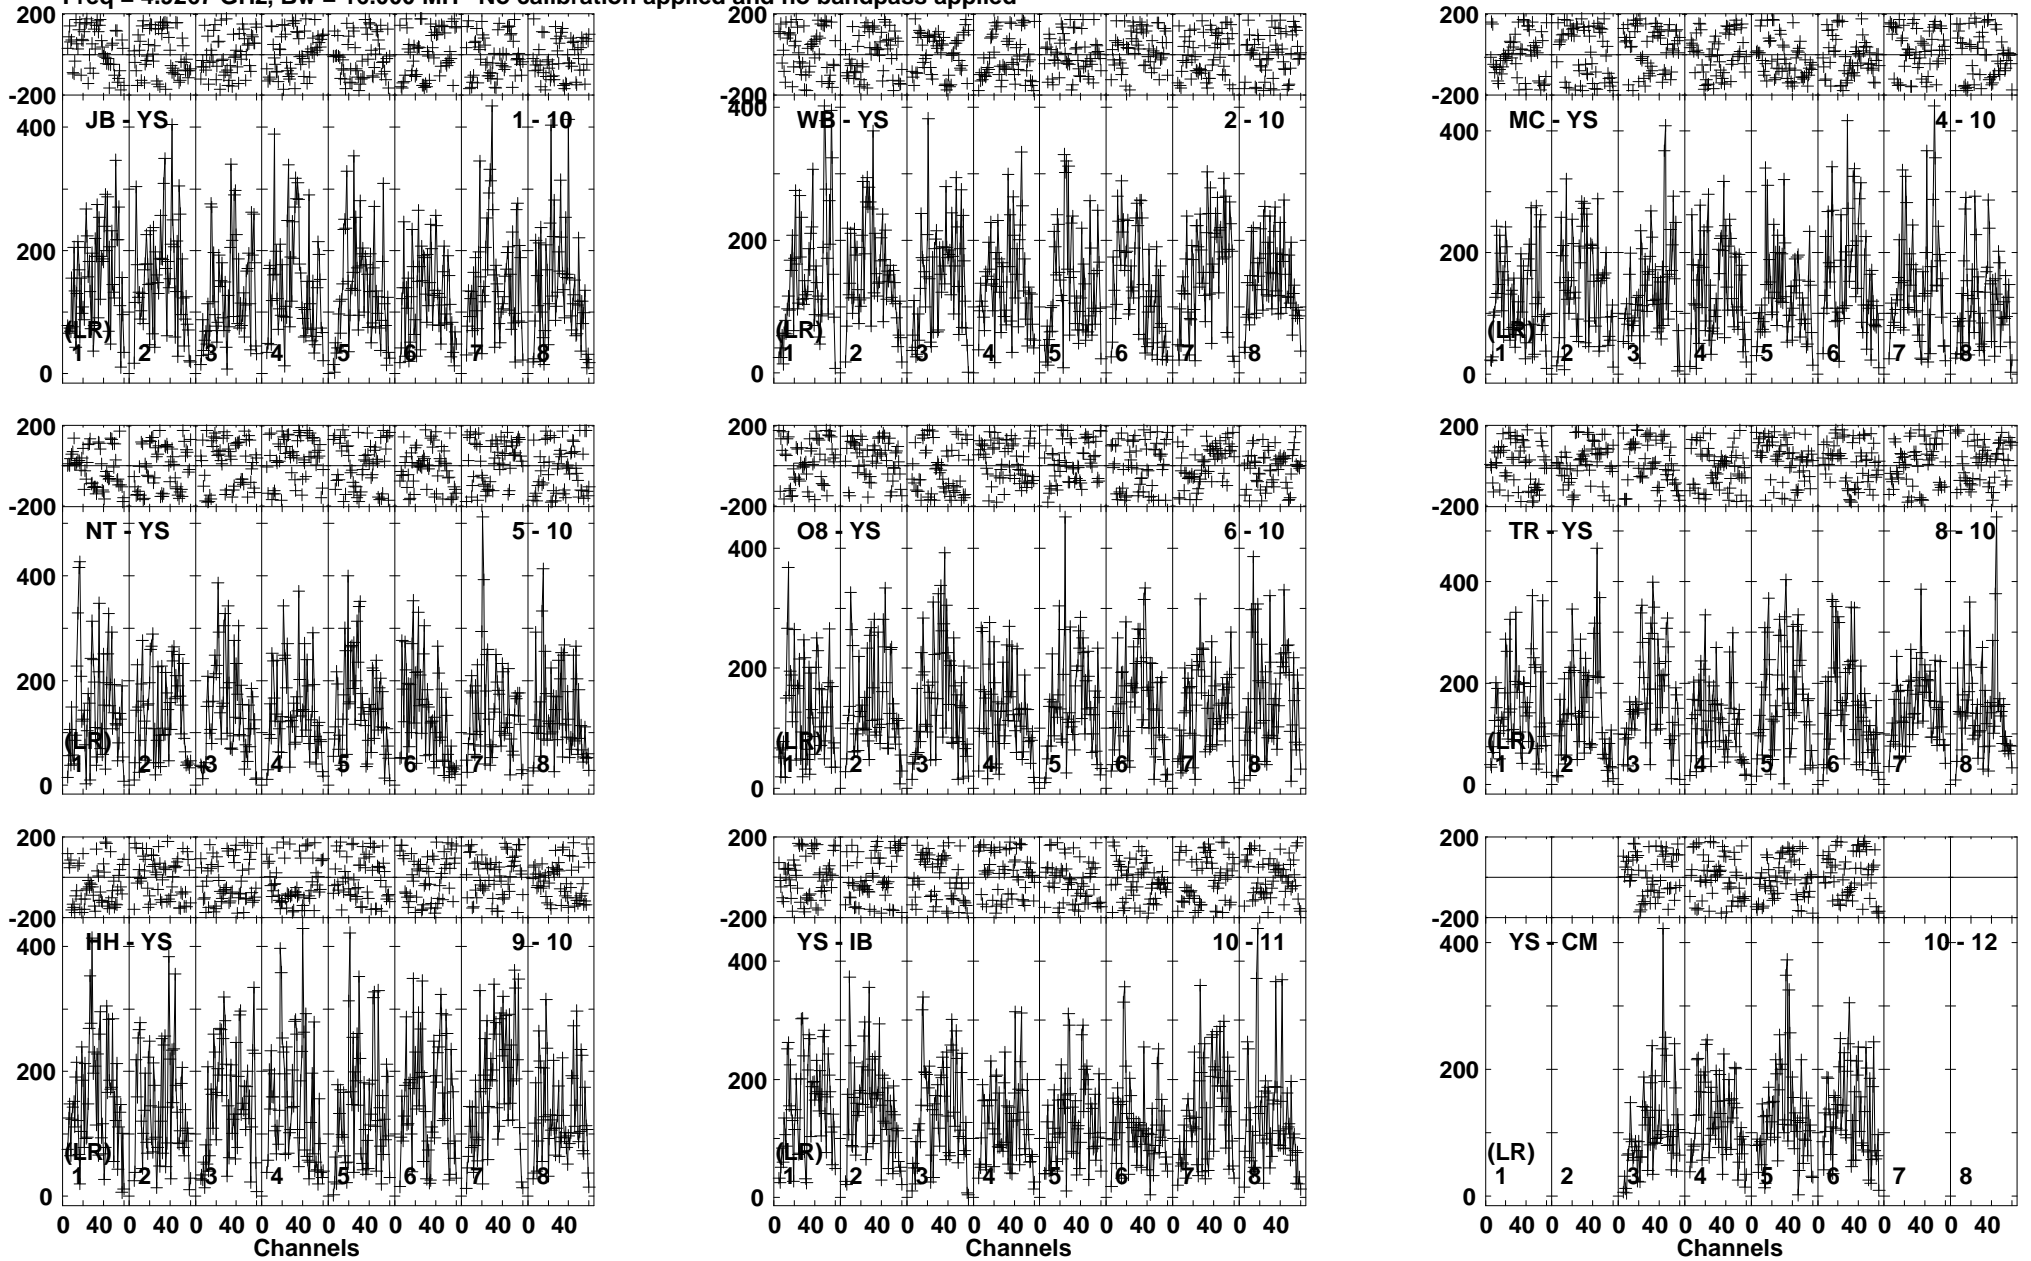 No calibration applied and no bandpass applied
200 200 200
-200 -200 -200
JB - YS 1 - 10 WB - YS 2 - 10 MC - YS 4 - 10
400 400 400
200 200 200
(LR) (LR) (LR)
1 2 3 4 5 6 7 8 1 2 3 4 5 6 7 8 1 2 3 4 5 6 7 8
0 0 0
200 200 200
-200 -200 -200
NT - YS 5 - 10 O8 - YS 6 - 10 TR - YS 8 - 10
400 400 400
200 200 200
(LR) (LR) (LR)
1 2 3 4 5 6 7 8 1 2 3 4 5 6 7 8 1 2 3 4 5 6 7 8
0 0 0
200 200 200
-200 -200 -200
HH - YS 9 - 10 YS - IB 10 - 11 YS - CM 10 - 12
400 400 400
200 200 200
(LR) (LR) (LR)
1 2 3 4 5 6 7 8 1 2 3 4 5 6 7 8 1 2 3 4 5 6 7 8
0 0 0
0 40 0 40 0 40 0 40 0 40 0 40 0 40 0 40 0 40 0 40 0 40 0 40 0 40 0 40 0 40 0 40 0 40 0 40 0 40 0 40 0 40 0 40 0 40 0 40
Channels Channels Channels